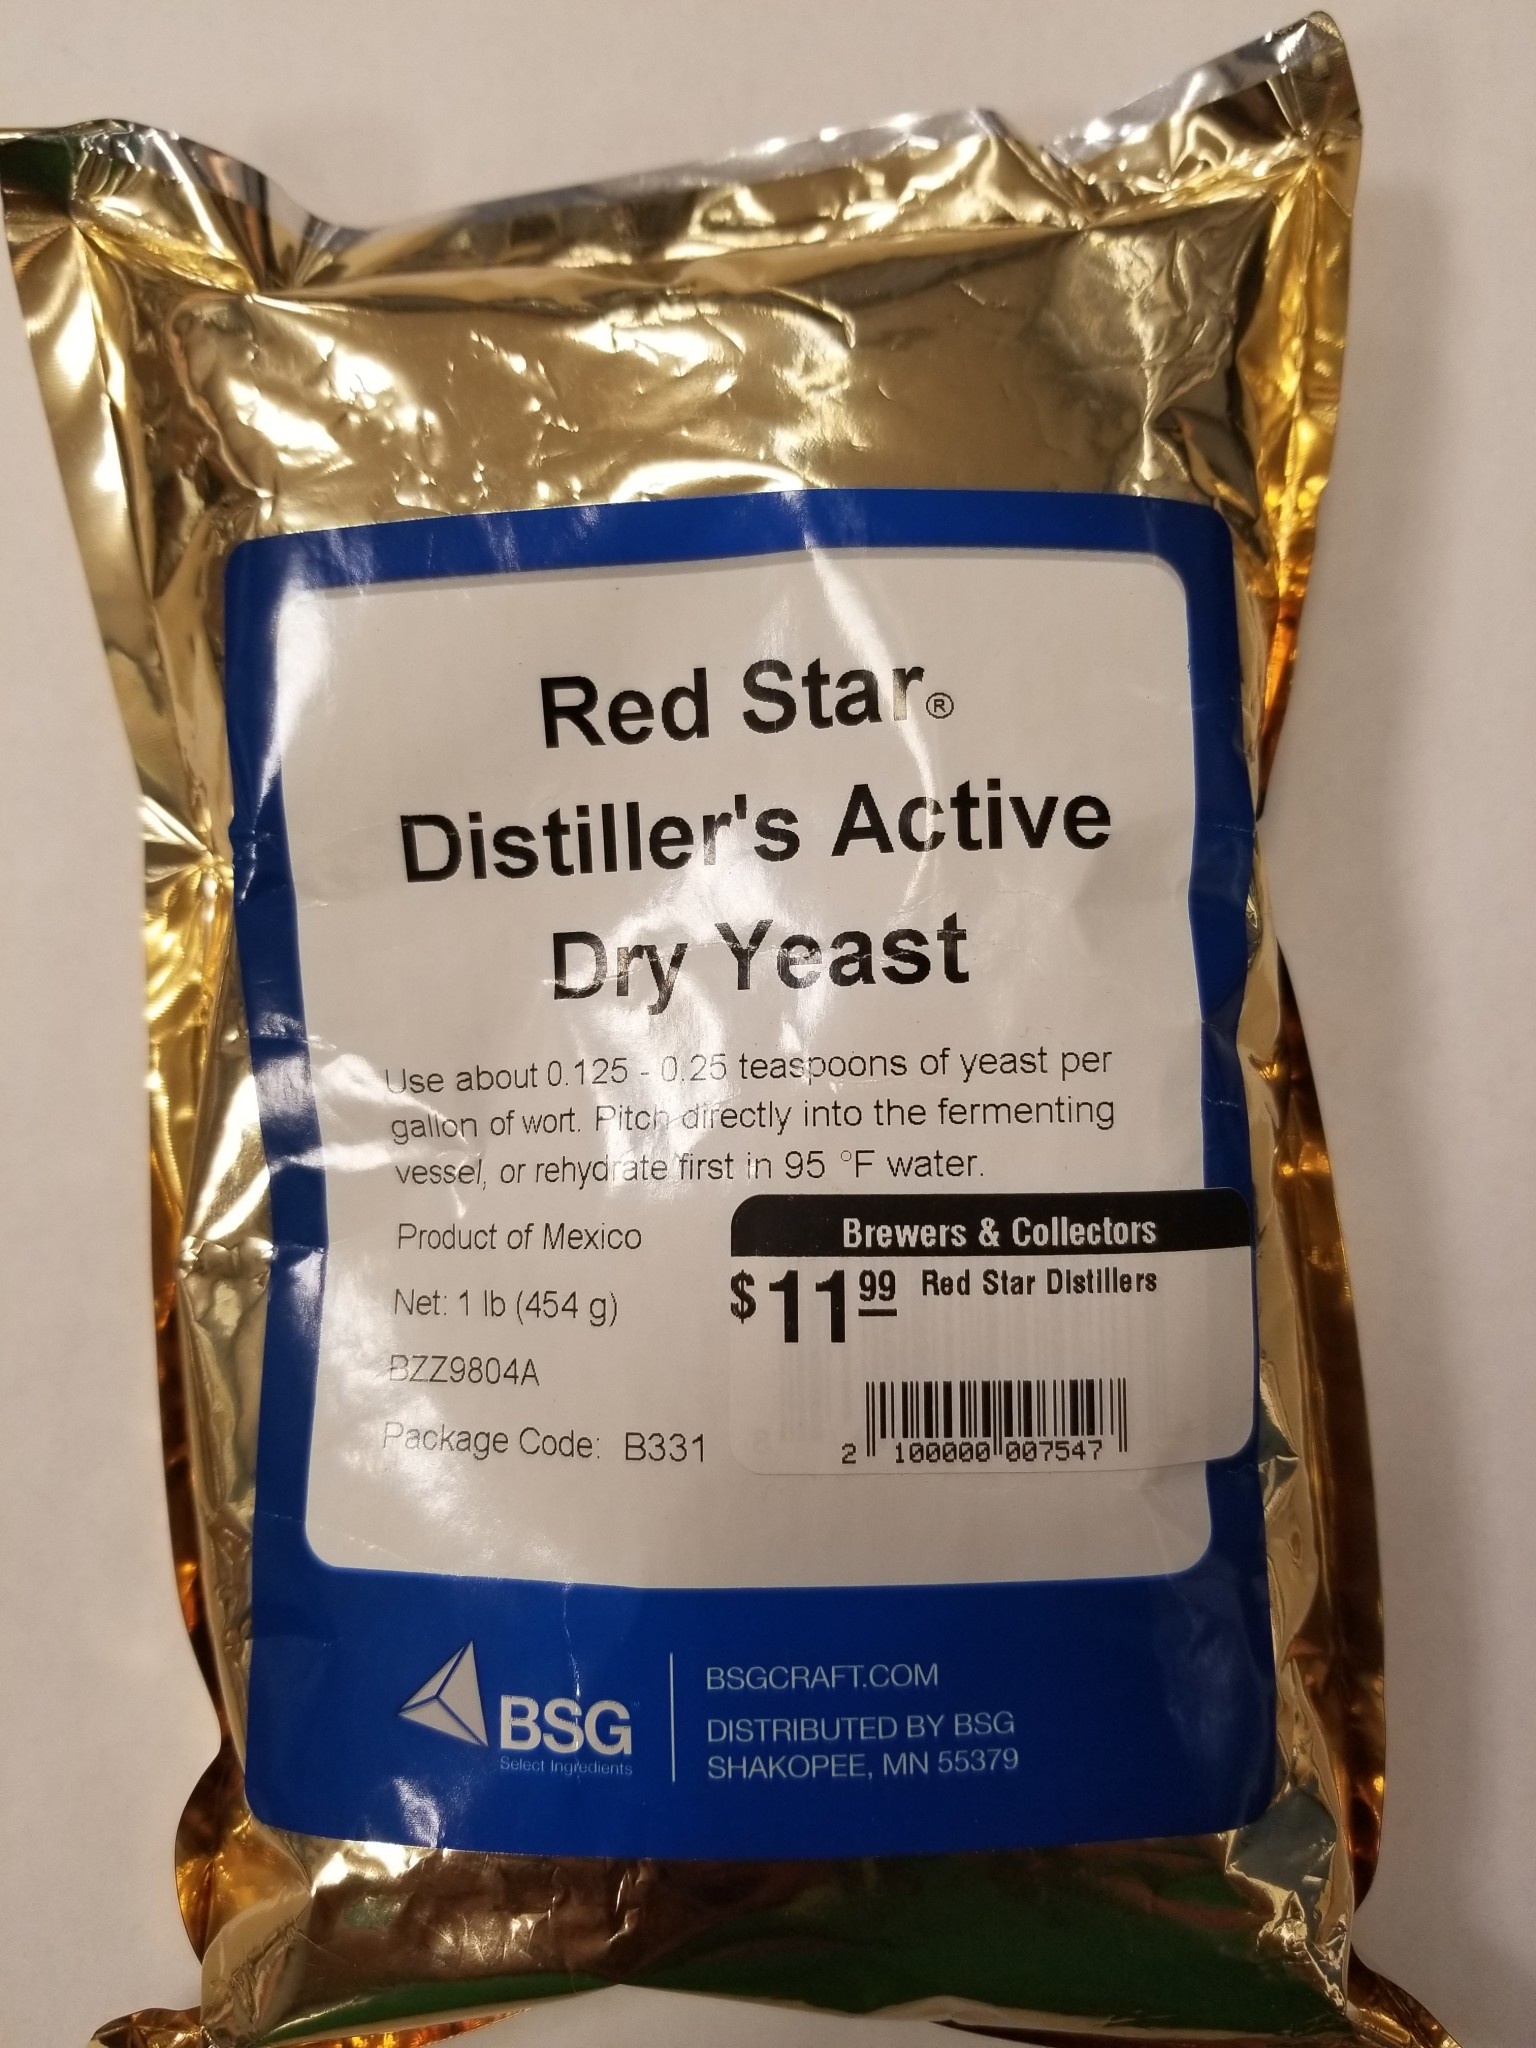 Red Star®
Distiller's Active
Dry Yeast
Use about 0.125 - 0.25 teaspoons of yeast per
gallon of wort. Pitch directly into the fermenting
vessel, or rehydrate first in 95 °F water.
Product of Mexico
Net: 1 lb (454 g)
BZZ9804A
Package Code: B331
Brewers & Collectors
$11.99 Red Star Distillers
2 100000 007547
BSG
Select Ingredients
BSGCRAFT.COM
DISTRIBUTED BY BSG
SHAKOPEE, MN 55379